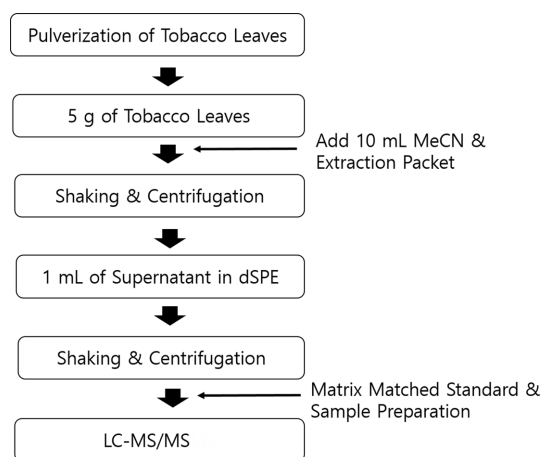 Pulverization of Tobacco Leaves
5 g of Tobacco Leaves
Add 10 mL MeCN &
Extraction Packet
Shaking & Centrifugation
1 mL of Supernatant in dSPE
Shaking & Centrifugation
Matrix Matched Standard &
Sample Preparation
LC-MS/MS